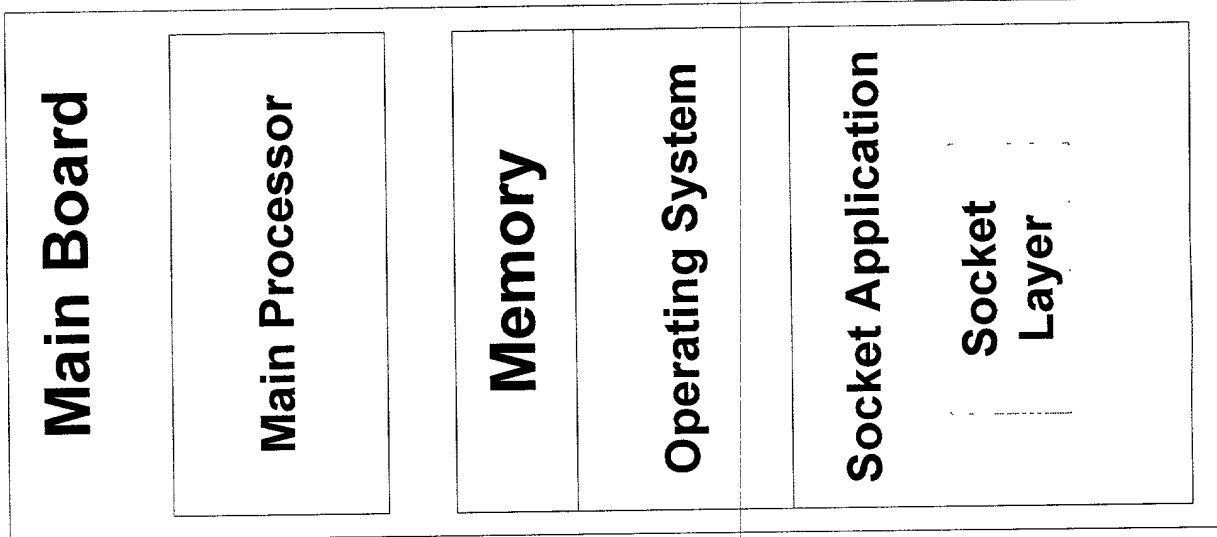 Main Board
Main Processor
Memory
Operating System
Socket Application
Socket
Layer